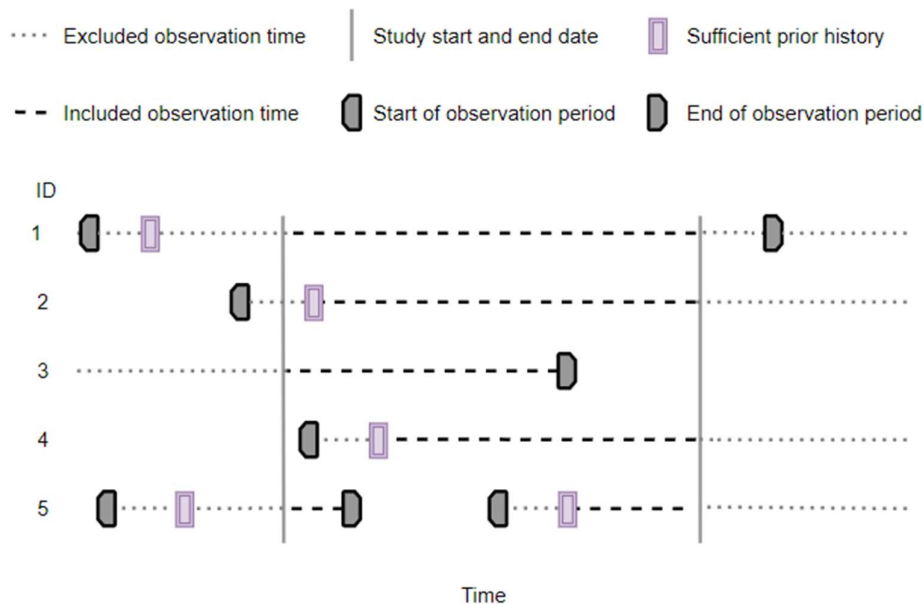 Excluded observation time
Study start and end date
Sufficient prior history
Included observation time
Start of observation period
End of observation period
ID
1
2
3
4
5
Time